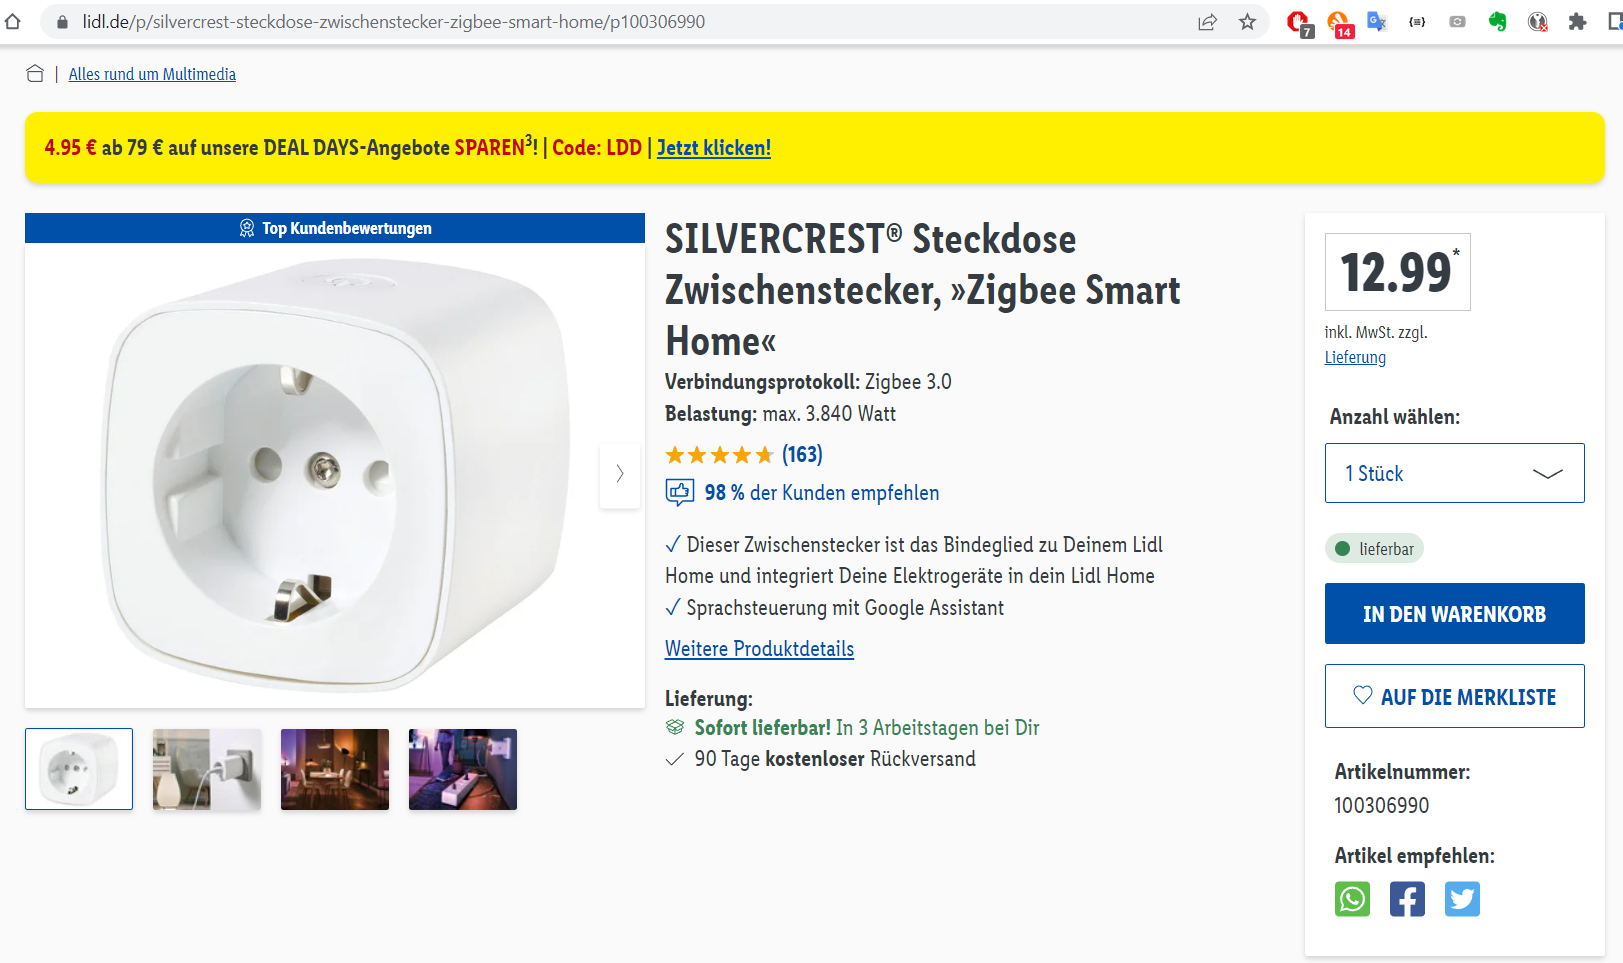 lidl.de/p/silvercrest-steckdose-zwischenstecker-zigbee-smart-home/p100306990
7
14
Alles rund um Multimedia
4.95 € ab 79 € auf unsere DEAL DAYS-Angebote SPAREN³! | Code: LDD | Jetzt klicken!
Top Kundenbewertungen
SILVERCREST® Steckdose
Zwischenstecker, »Zigbee Smart
Home«
Verbindungsprotokoll: Zigbee 3.0
Belastung: max. 3.840 Watt
(163)
98 % der Kunden empfehlen
✓ Dieser Zwischenstecker ist das Bindeglied zu Deinem Lidl
Home und integriert Deine Elektrogeräte in dein Lidl Home
✓ Sprachsteuerung mit Google Assistant
Weitere Produktdetails
Lieferung:
Sofort lieferbar! In 3 Arbeitstagen bei Dir
90 Tage kostenloser Rückversand
12.99*
inkl. MwSt. zzgl.
Lieferung
Anzahl wählen:
1 Stück
lieferbar
IN DEN WARENKORB
AUF DIE MERKLISTE
Artikelnummer:
100306990
Artikel empfehlen: